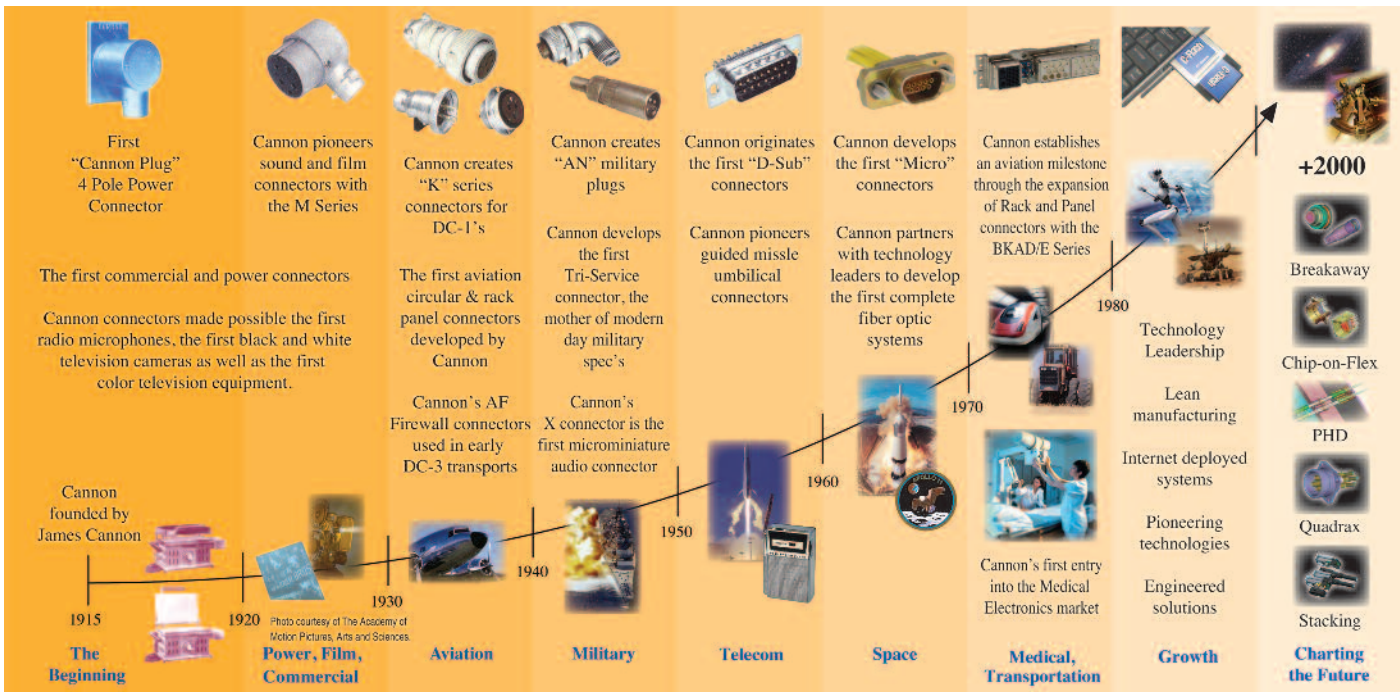 First
“Cannon Plug”
4 Pole Power
Connector
Cannon pioneers
sound and film
connectors with
the M Series
The first commercial and power connectors
Cannon connectors made possible the first
radio microphones, the first black and white
television cameras as well as the first
color television equipment.
Cannon
founded by
James Cannon
1915
The
Beginning
1920
Photo courtesy of The Academy of
Motion Pictures, Arts and Sciences.
Power, Film,
Commercial
Cannon creates
“K” series
connectors for
DC-1's
The first aviation
circular & rack
panel connectors
developed by
Cannon
Cannon's AF
Firewall connectors
used in early
DC-3 transports
1930
Aviation
Cannon creates
“AN” military
plugs
Cannon develops
the first
Tri-Service
connector, the
mother of modern
day military
spec's
Cannon's
X connector is the
first microminiature
audio connector
1940
Military
Cannon originates
the first “D-Sub”
connectors
Cannon pioneers
guided missle
umbilical
connectors
1950
Telecom
Cannon develops
the first “Micro”
connectors
Cannon partners
with technology
leaders to develop
the first complete
fiber optic
systems
1960
APOLLO 11
Space
Cannon establishes
an aviation milestone
through the expansion
of Rack and Panel
connectors with the
BKAD/E Series
1970
Cannon's first entry
into the Medical
Electronics market
Medical,
Transportation
1980
Technology
Leadership
Lean
manufacturing
Internet deployed
systems
Pioneering
technologies
Engineered
solutions
Growth
+2000
Breakaway
Chip-on-Flex
PHD
Quadrax
Stacking
Charting
the Future